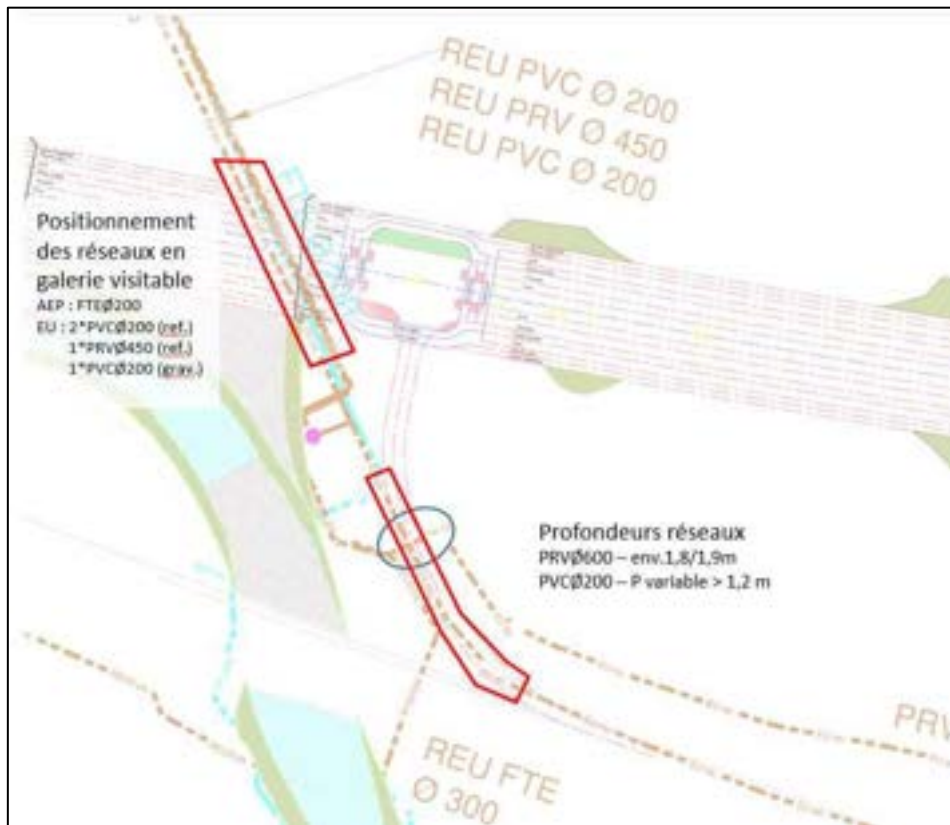 REU PVC Ø 200
REU PRV Ø 450
REU PVC Ø 200
Positionnement
des réseaux en
galerie visitable
AEP : FTEØ200
EU : 2*PVCØ200 (ref.)
1*PRVØ450 (ref.)
1*PVCØ200 (grav.)
Profondeurs réseaux
PRVØ600 – env.1,8/1,9m
PVCØ200 – P variable > 1,2 m
PRV
REU FTE
Ø 300